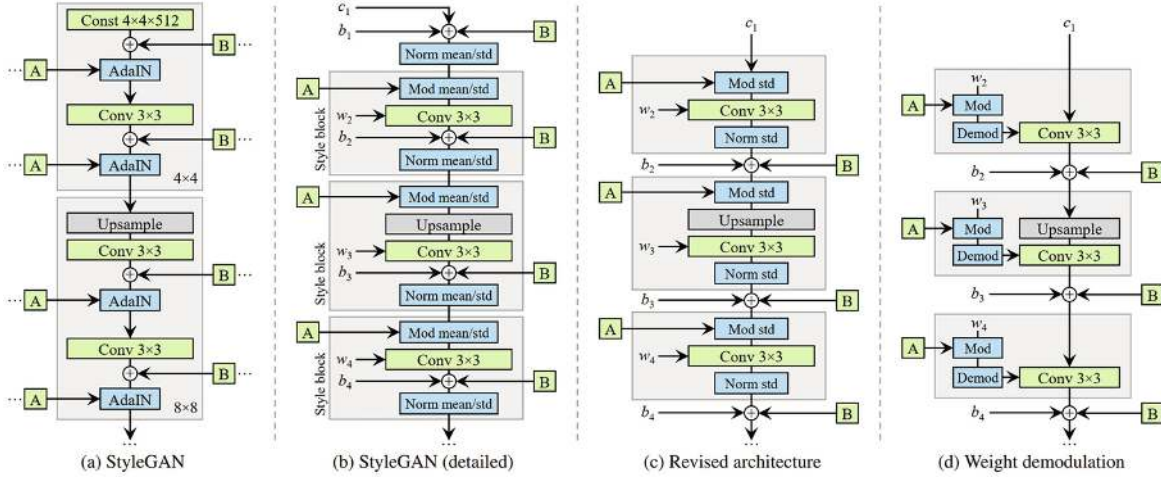 Const 4×4×512
B ...
... A
AdaIN
Conv 3×3
B ...
... A
AdaIN
4×4
Upsample
Conv 3×3
B ...
... A
AdaIN
Conv 3×3
B ...
... A
AdaIN
8×8
...
(a) StyleGAN
c1
b1
B
Norm mean/std
Style block
A
Mod mean/std
w2
Conv 3×3
b2
B
Norm mean/std
Style block
A
Mod mean/std
Upsample
w3
Conv 3×3
b3
B
Norm mean/std
Style block
A
Mod mean/std
w4
Conv 3×3
b4
B
Norm mean/std
...
(b) StyleGAN (detailed)
c1
A
Mod std
w2
Conv 3×3
Norm std
b2
B
A
Mod std
Upsample
w3
Conv 3×3
Norm std
b3
B
A
Mod std
w4
Conv 3×3
Norm std
b4
B
...
(c) Revised architecture
c1
w2
A
Mod
Demod
Conv 3×3
b2
B
w3
A
Mod
Upsample
Demod
Conv 3×3
b3
B
w4
A
Mod
Demod
Conv 3×3
b4
B
...
(d) Weight demodulation